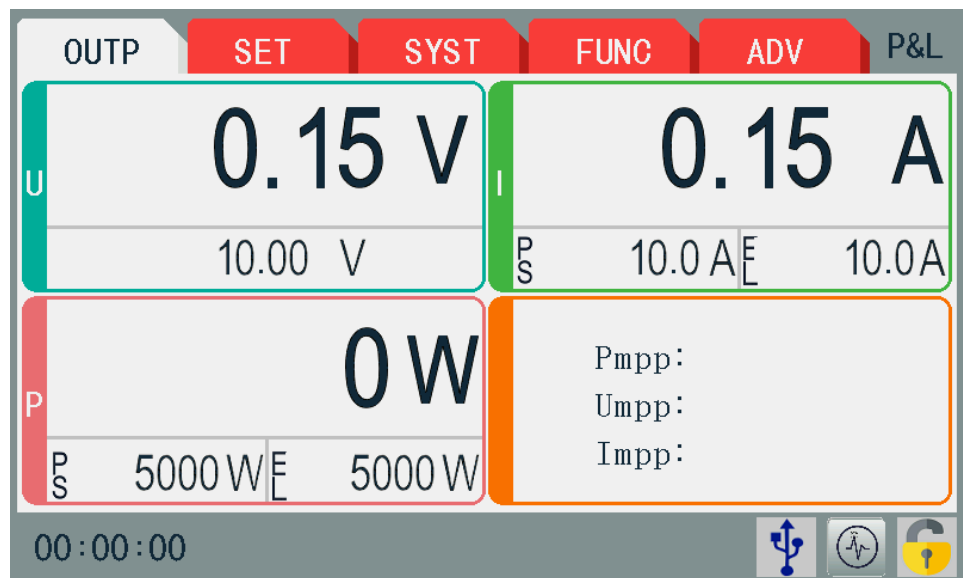 OUTP SET SYST FUNC ADV P&L
U 0.15 V
10.00 V
I 0.15 A
PS 10.0 A EL 10.0 A
P 0 W
PS 5000 W EL 5000 W
Pmpp:
Umpp:
Impp:
00:00:00